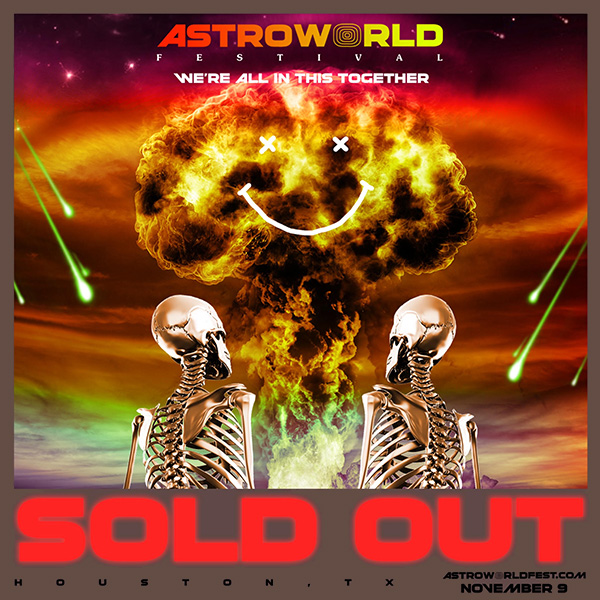 ASTROWORLD
FESTIVAL
WE'RE ALL IN THIS TOGETHER
SOLD OUT
HOUSTON, TX
ASTROWORLDFEST.COM
NOVEMBER 9